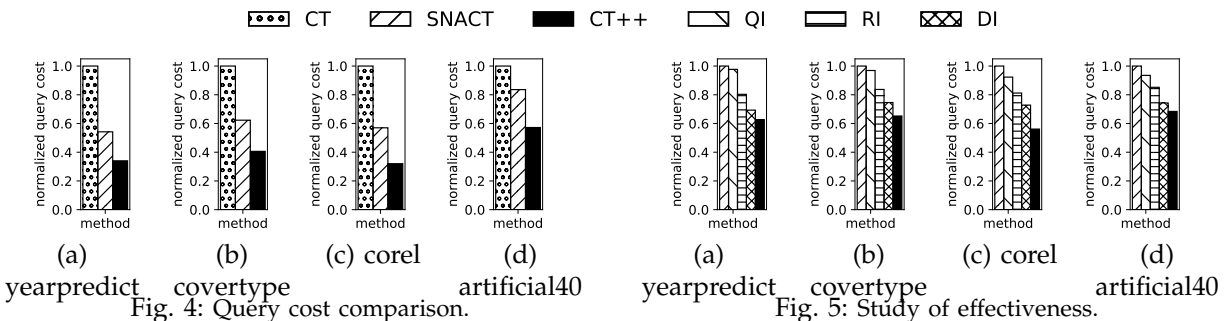 CT SNACT CT++ QI RI DI
normalized query cost
1.0
0.8
0.6
0.4
0.2
0.0
method
(a)
yearpredict
normalized query cost
1.0
0.8
0.6
0.4
0.2
0.0
method
(b)
covertype
normalized query cost
1.0
0.8
0.6
0.4
0.2
0.0
method
(c) corel
normalized query cost
1.0
0.8
0.6
0.4
0.2
0.0
method
(d)
artificial40
Fig. 4: Query cost comparison.
normalized query cost
1.0
0.8
0.6
0.4
0.2
0.0
method
(a)
yearpredict
normalized query cost
1.0
0.8
0.6
0.4
0.2
0.0
method
(b)
covertype
normalized query cost
1.0
0.8
0.6
0.4
0.2
0.0
method
(c) corel
normalized query cost
1.0
0.8
0.6
0.4
0.2
0.0
method
(d)
artificial40
Fig. 5: Study of effectiveness.